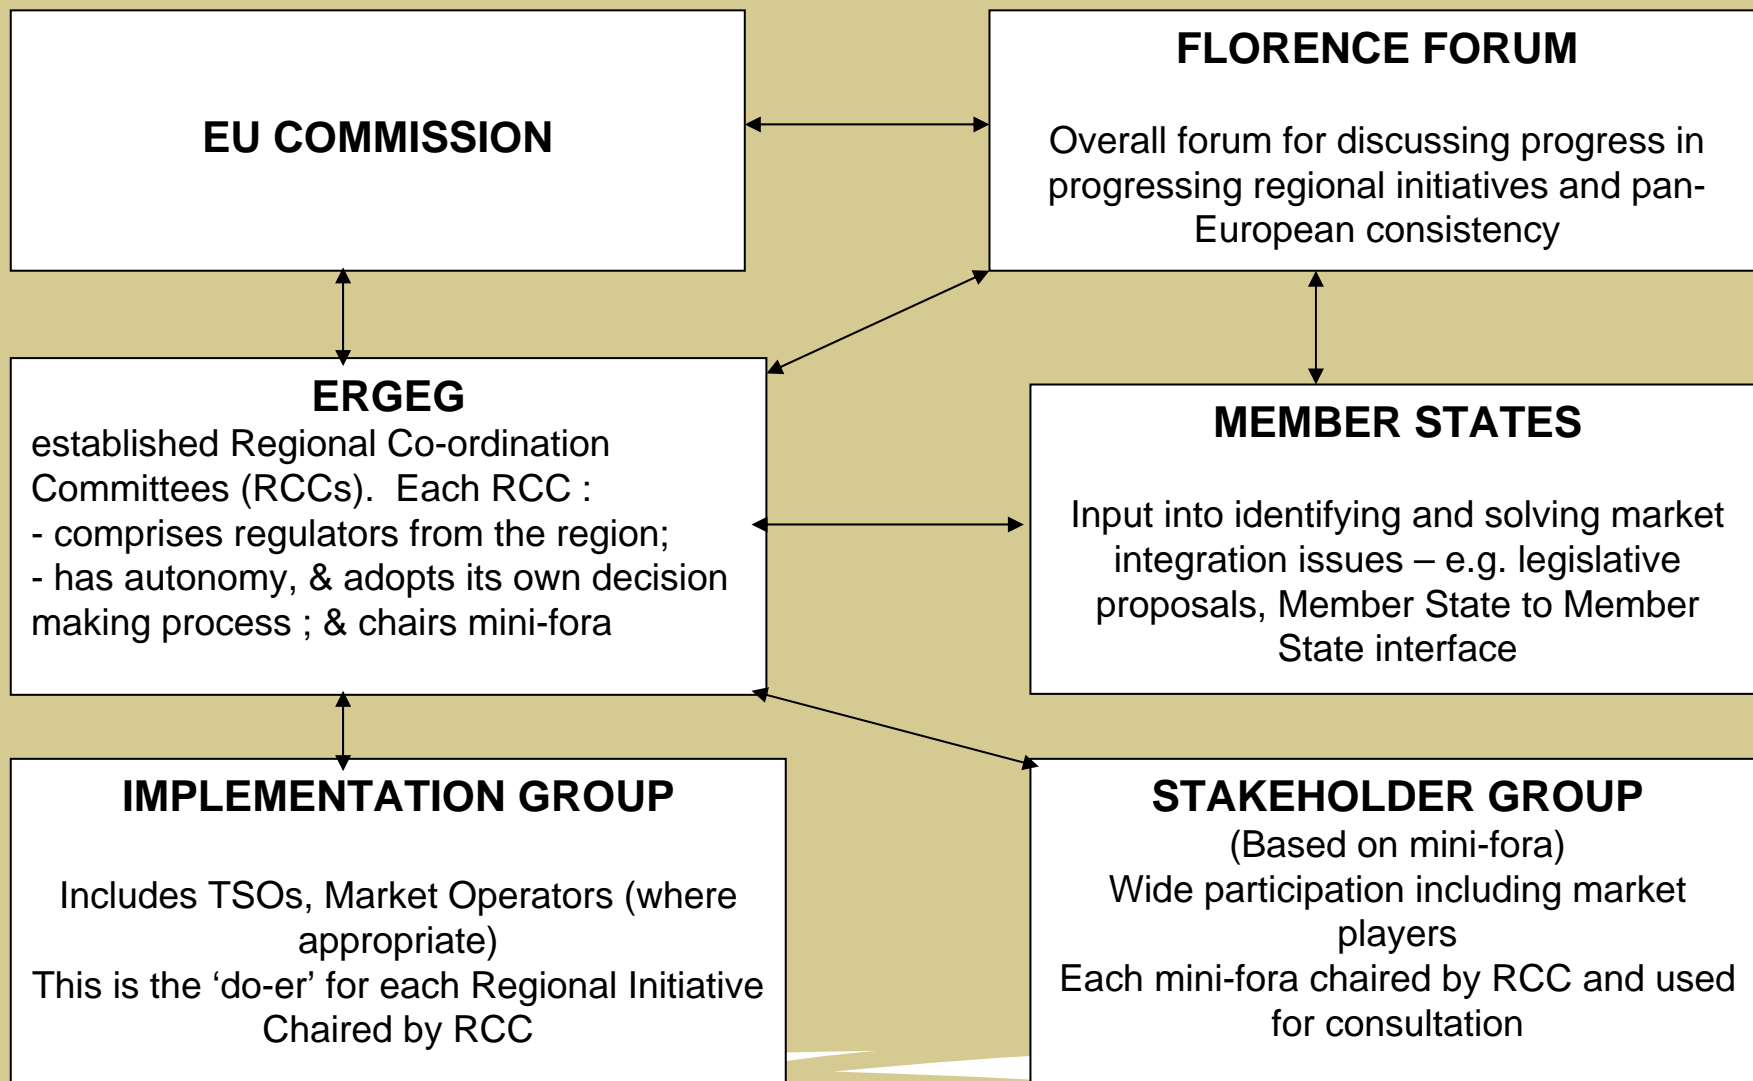 EU COMMISSION
FLORENCE FORUM
Overall forum for discussing progress in
progressing regional initiatives and pan-
European consistency
ERGEG
established Regional Co-ordination
Committees (RCCs).  Each RCC :
- comprises regulators from the region;
- has autonomy, & adopts its own decision
making process ; & chairs mini-fora
MEMBER STATES
Input into identifying and solving market
integration issues – e.g. legislative
proposals, Member State to Member
State interface
IMPLEMENTATION GROUP
Includes TSOs, Market Operators (where
appropriate)
This is the ‘do-er’ for each Regional Initiative
Chaired by RCC
STAKEHOLDER GROUP
(Based on mini-fora)
Wide participation including market
players
Each mini-fora chaired by RCC and used
for consultation